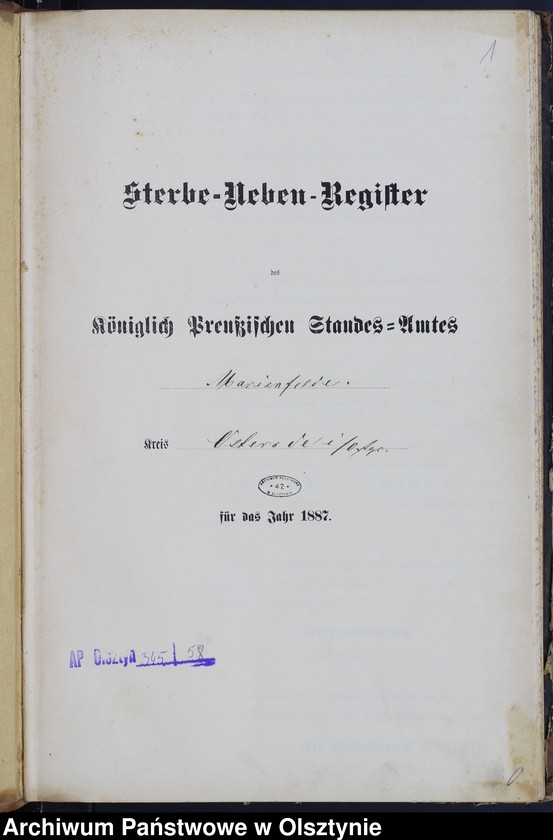 1
Sterbe-Neben-Register
des
Königlich Preußischen Standes-Amtes
Marienfelde.
Kreis Osterode i/Ostpr.
42
für das Jahr 1887.
AP Olsztyn 345/58
Archiwum Państwowe w Olsztynie